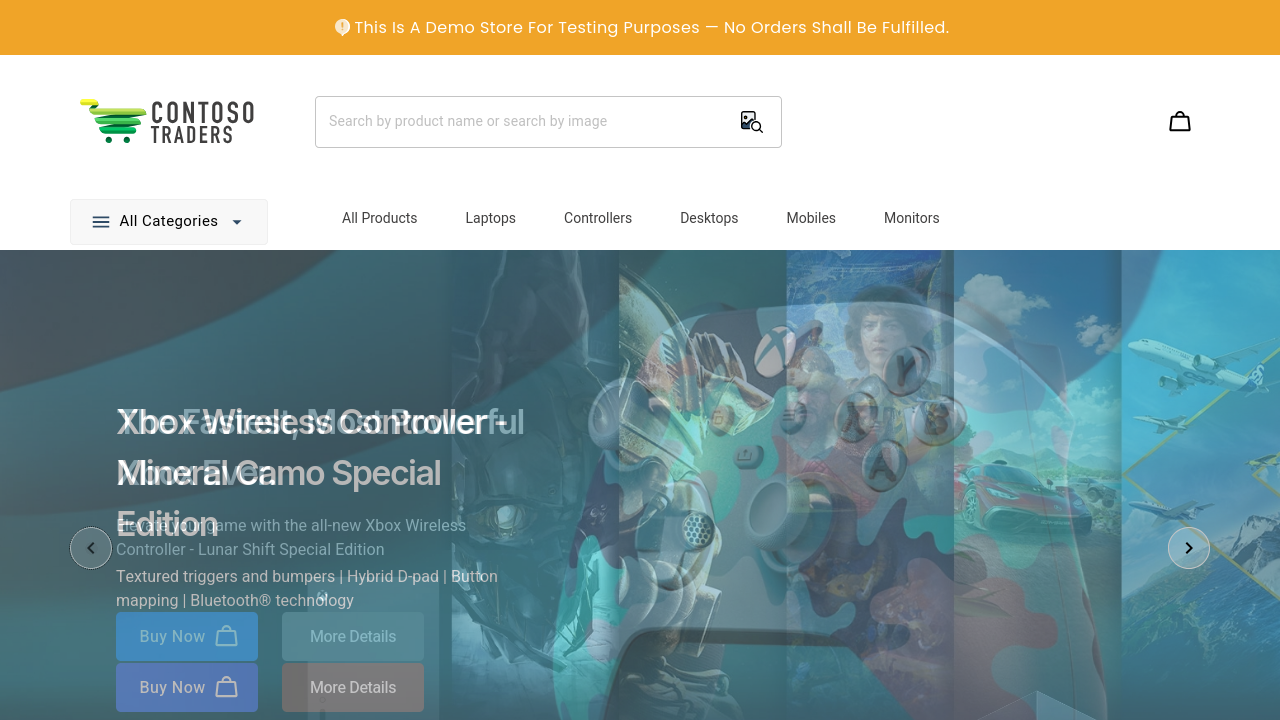 This Is A Demo Store For Testing Purposes — No Orders Shall Be Fulfilled.
CONTOSO
TRADERS
Search by product name or search by image
All Categories
All Products
Laptops
Controllers
Desktops
Mobiles
Monitors
Xbox Wireless Controller -
Mineral Camo Special
Edition
Elevate your game with the all-new Xbox Wireless
Controller - Lunar Shift Special Edition
Textured triggers and bumpers | Hybrid D-pad | Button
mapping | Bluetooth® technology
Buy Now
More Details
Buy Now
More Details
Y
X
B
A